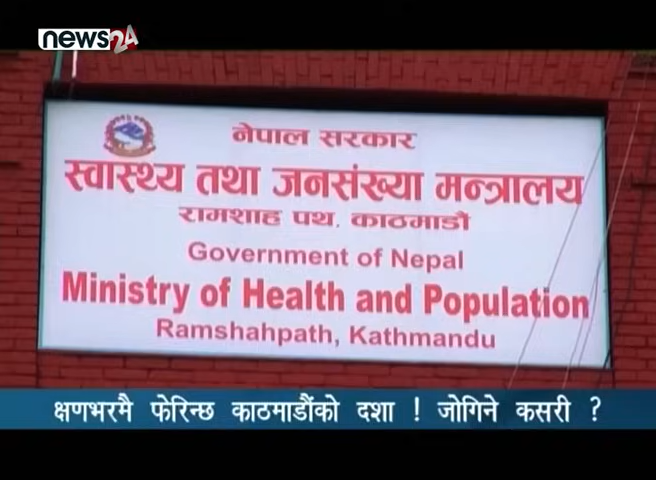 news24
नेपाल सरकार
स्वास्थ्य तथा जनसंख्या मन्त्रालय
रामशाह पथ, काठमाडौं
Government of Nepal
Ministry of Health and Population
Ramshahpath, Kathmandu
क्षणभरमै फेरिन्छ काठमाडौंको दशा ! जोगिने कसरी ?